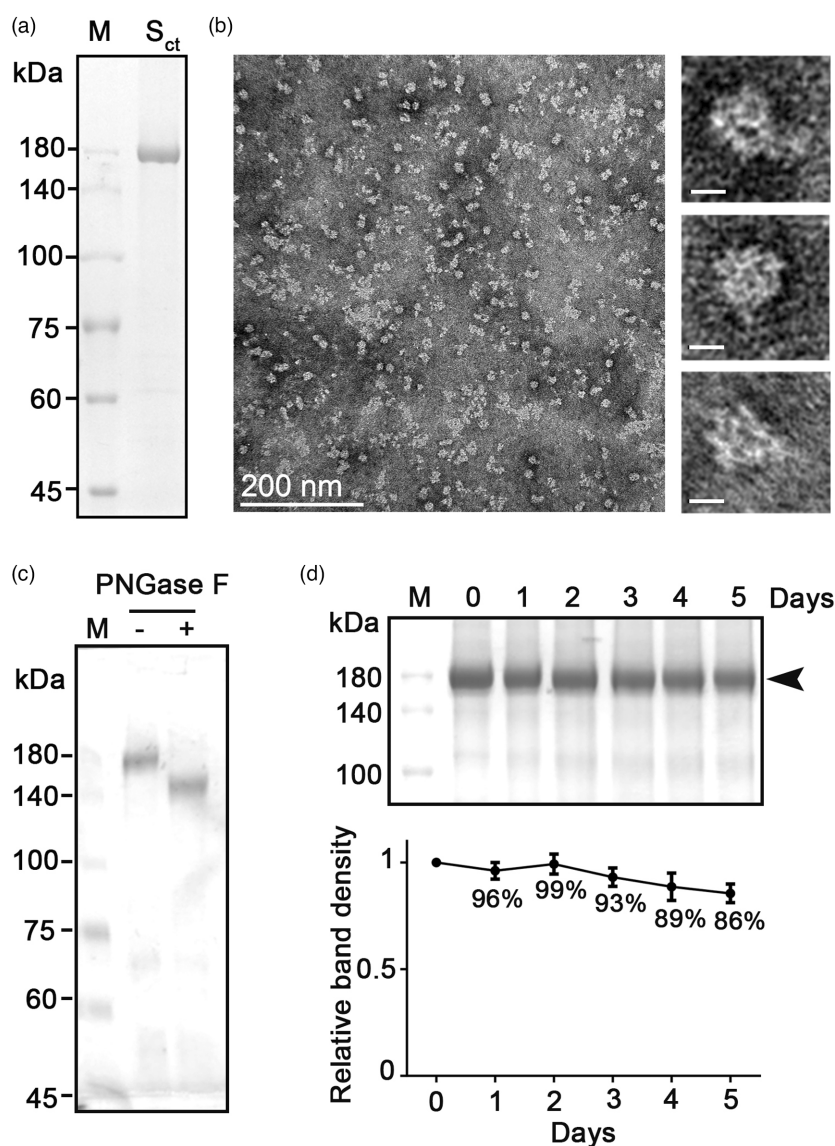 (a)
M S_ct
kDa
180
140
100
75
60
45
(b)
200 nm
(c)
PNGase F
M - +
kDa
180
140
100
75
60
45
(d)
M 0 1 2 3 4 5 Days
kDa
180
140
100
Relative band density
1
0.5
0
96% 99% 93% 89% 86%
0 1 2 3 4 5
Days